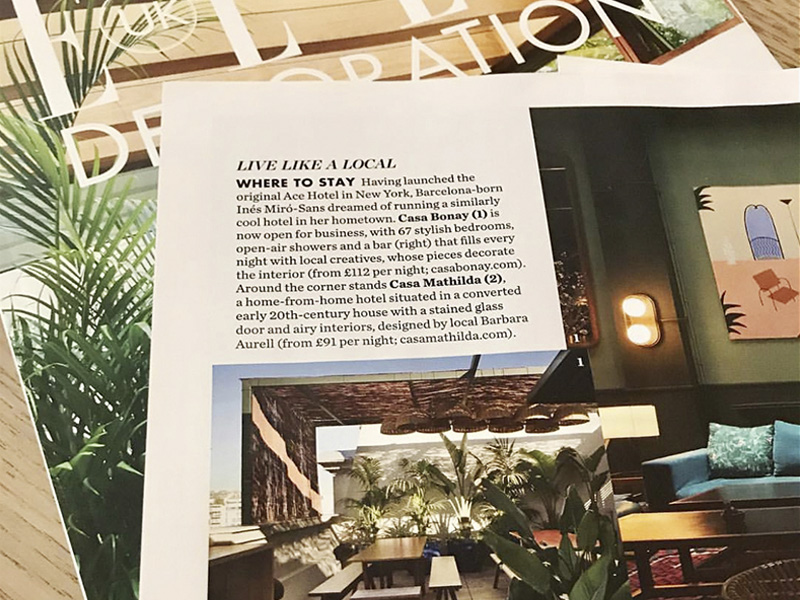 UK
DECORATION
LIVE LIKE A LOCAL
WHERE TO STAY Having launched the
original Ace Hotel in New York, Barcelona-born
Inés Miró-Sans dreamed of running a similarly
cool hotel in her hometown. Casa Bonay (1) is
now open for business, with 67 stylish bedrooms,
open-air showers and a bar (right) that fills every
night with local creatives, whose pieces decorate
the interior (from £112 per night; casabonay.com).
Around the corner stands Casa Mathilda (2),
a home-from-home hotel situated in a converted
early 20th-century house with a stained glass
door and airy interiors, designed by local Barbara
Aurell (from £91 per night; casamathilda.com).
1
1